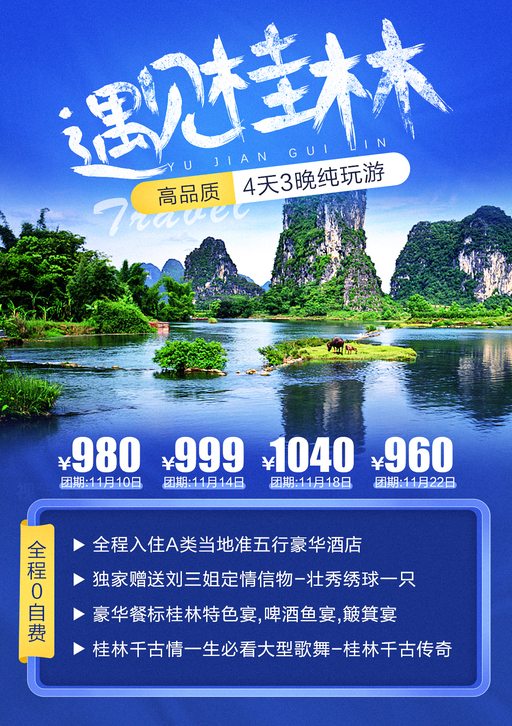 遇见桂林
YU JIAN GUI LIN
高品质 4天3晚纯玩游
Travel
¥980 ¥999 ¥1040 ¥960
团期:11月10日 团期:11月14日 团期:11月18日 团期:11月22日
全程0自费
▶ 全程入住A类当地准五行豪华酒店
▶ 独家赠送刘三姐定情信物-壮秀绣球一只
▶ 豪华餐标桂林特色宴,啤酒鱼宴,簸箕宴
▶ 桂林千古情一生必看大型歌舞-桂林千古传奇